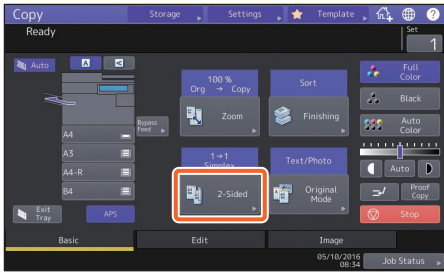 Copy
Storage
Settings
Template
?
Ready
Set
1
Auto
A
A
Bypass
Feed
A4
A3
A4-R
B4
Exit
Tray
APS
100 %
Org → Copy
Zoom
Sort
Finishing
1→1
Simplex
2-Sided
Text/Photo
Original
Mode
Full
Color
Black
Auto
Color
Auto
Proof
Copy
Stop
Basic
Edit
Image
05/10/2016
08:34
Job Status